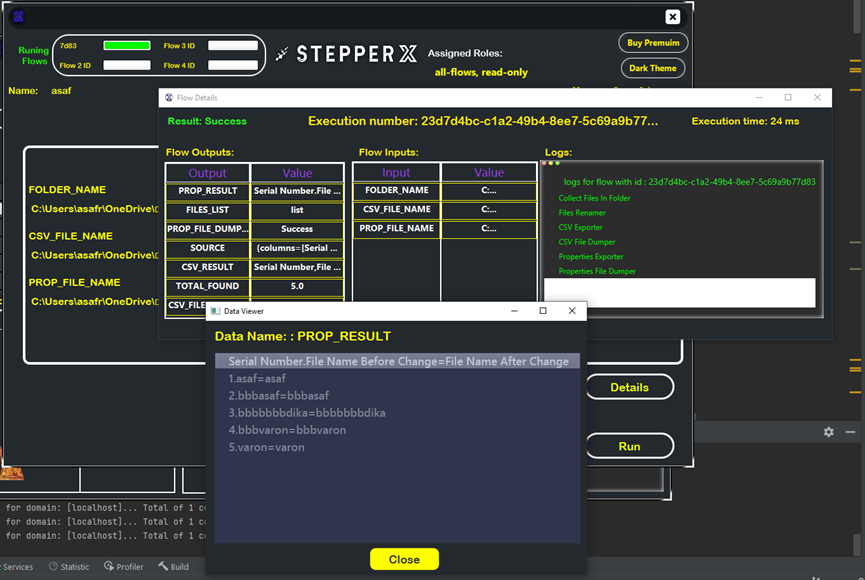 Runing
Flows
7d83
Flow 3 ID
Flow 2 ID
Flow 4 ID
STEPPER X
Assigned Roles:
all-flows, read-only
Buy Premuim
Dark Theme
Name: asaf
Flow Details
Result: Success
Execution number: 23d7d4bc-c1a2-49b4-8ee7-5c69a9b77...
Execution time: 24 ms
Flow Outputs:
Output Value
PROP_RESULT Serial Number.File ...
FILES_LIST list
PROP_FILE_DUMP... Success
SOURCE {columns=[Serial ...
CSV_RESULT Serial Number,File ...
TOTAL_FOUND 5.0
CSV_FILE
Flow Inputs:
Input Value
FOLDER_NAME C:...
CSV_FILE_NAME C:...
PROP_FILE_NAME C:...
Logs:
logs for flow with id : 23d7d4bc-c1a2-49b4-8ee7-5c69a9b77d83
Collect Files In Folder
Files Renamer
CSV Exporter
CSV File Dumper
Properties Exporter
Properties File Dumper
FOLDER_NAME
C:\Users\asafr\OneDrive\
CSV_FILE_NAME
C:\Users\asafr\OneDrive\
PROP_FILE_NAME
C:\Users\asafr\OneDrive\
Data Viewer
Data Name: : PROP_RESULT
Serial Number.File Name Before Change=File Name After Change
1.asaf=asaf
2.bbbasaf=bbbasaf
3.bbbbbbbdika=bbbbbbbdika
4.bbbvaron=bbbvaron
5.varon=varon
Close
Details
Run
for domain: [localhost]... Total of 1 c
for domain: [localhost]... Total of 1 c
for domain: [localhost]... Total of 1 c
Services Statistic Profiler Build